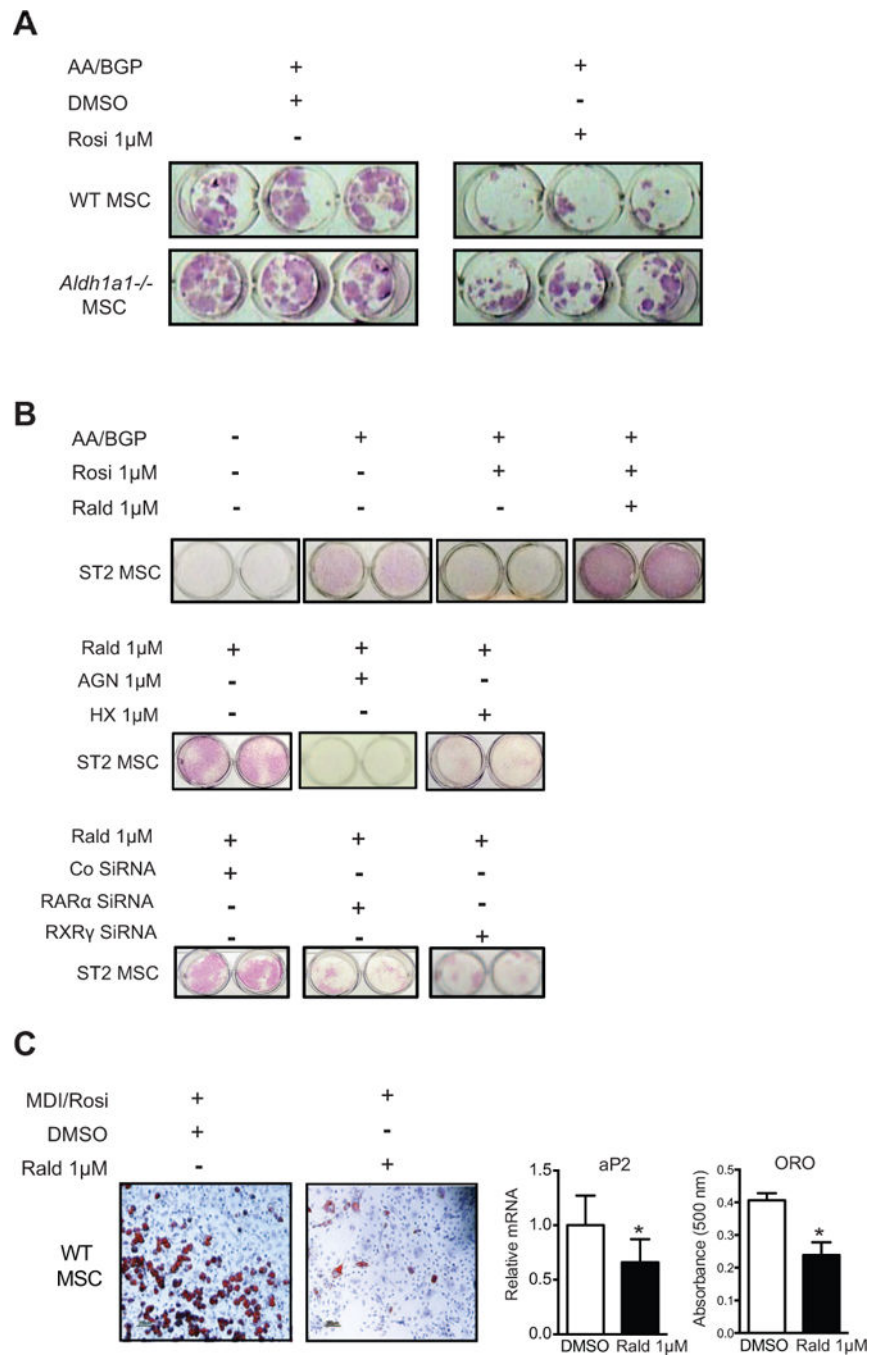 A
AA/BGP + +
DMSO + -
Rosi 1µM - +
WT MSC
Aldh1a1-/-
MSC
B
AA/BGP - + + +
Rosi 1µM - - + +
Rald 1µM - - - +
ST2 MSC
Rald 1µM + + +
AGN 1µM - + -
HX 1µM - - +
ST2 MSC
Rald 1µM + + +
Co SiRNA + - -
RARα SiRNA - + -
RXRγ SiRNA - - +
ST2 MSC
C
MDI/Rosi + +
DMSO + -
Rald 1µM - +
WT
MSC
aP2
Relative mRNA
1.5
1.0
0.5
0.0
*
DMSO Rald 1µM
ORO
Absorbance (500 nm)
0.5
0.4
0.3
0.2
0.1
0.0
*
DMSO Rald 1µM